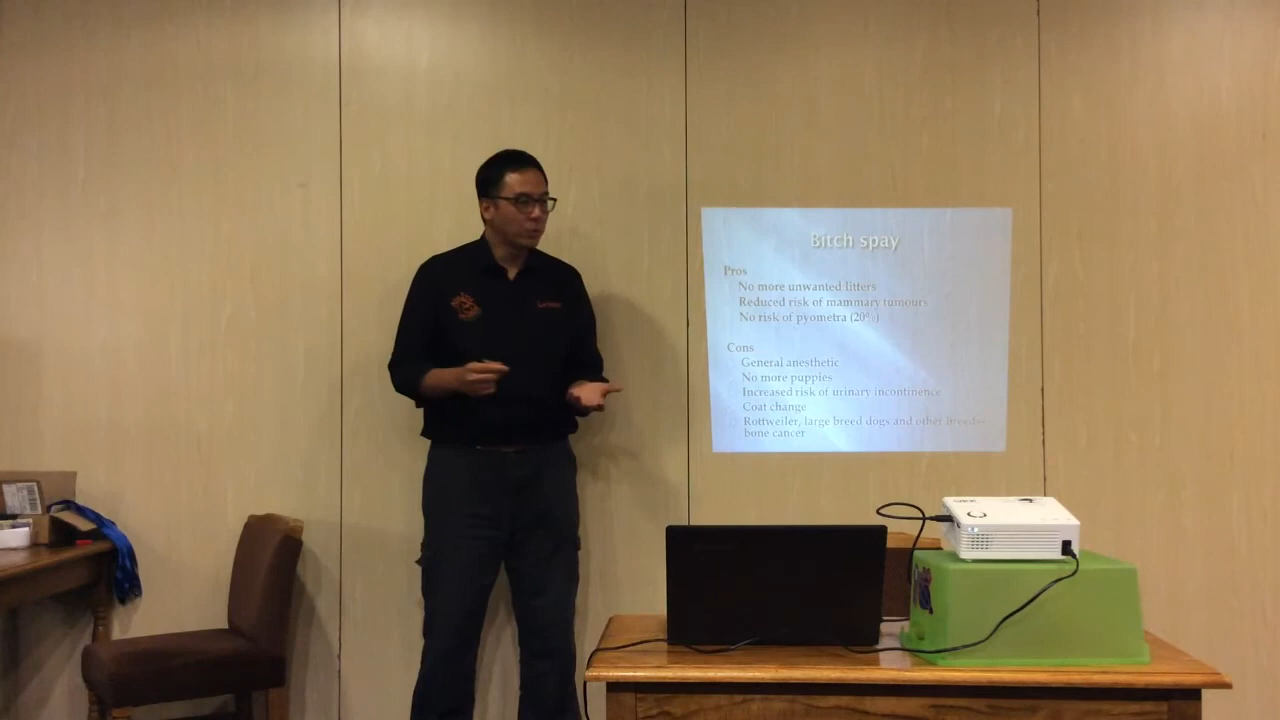 Bitch spay
Pros
No more unwanted litters
Reduced risk of mammary tumours
No risk of pyometra (20%)
Cons
General anesthetic
No more puppies
Increased risk of urinary incontinence
Coat change
Rottweiler, large breed dogs and other breed--
bone cancer